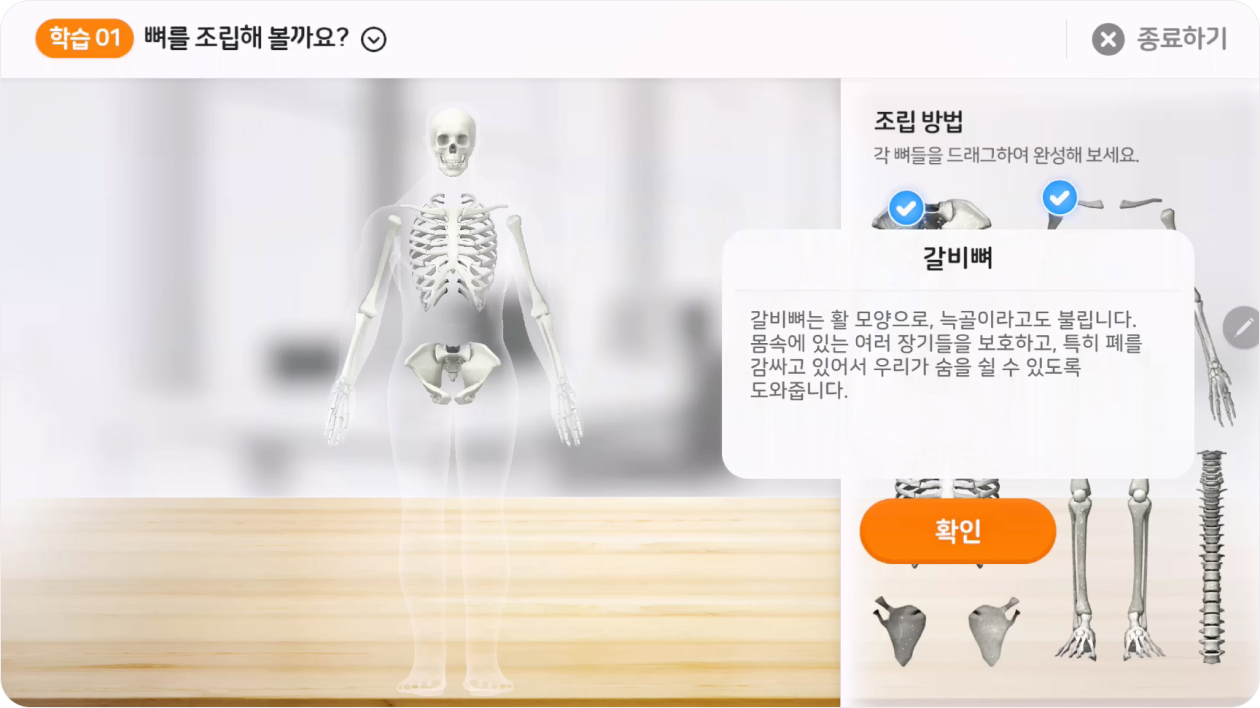 학습 01 뼈를 조립해 볼까요?
종료하기
조립 방법
각 뼈들을 드래그하여 완성해 보세요.
갈비뼈
갈비뼈는 활 모양으로, 늑골이라고도 불립니다.
몸속에 있는 여러 장기들을 보호하고, 특히 폐를
감싸고 있어서 우리가 숨을 쉴 수 있도록
도와줍니다.
확인